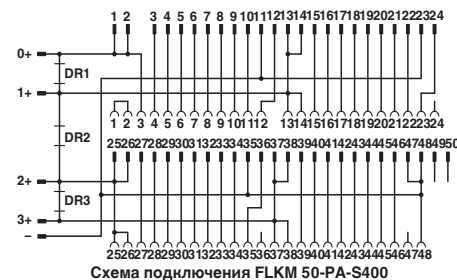 1 2 3 4 5 6 7 8 9 10 11 12 13 14 15 16 17 18 19 20 21 22 23 24
0+
DR1
1+
1 2 3 4 5 6 7 8 9 10 11 12 13 14 15 16 17 18 19 20 21 22 23 24
DR2
25 26 27 28 29 30 31 32 33 34 35 36 37 38 39 40 41 42 43 44 45 46 47 48 49 50
2+
DR3
3+
–
25 26 27 28 29 30 31 32 33 34 35 36 37 38 39 40 41 42 43 44 45 46 47 48
Схема подключения FLKM 50-PA-S400